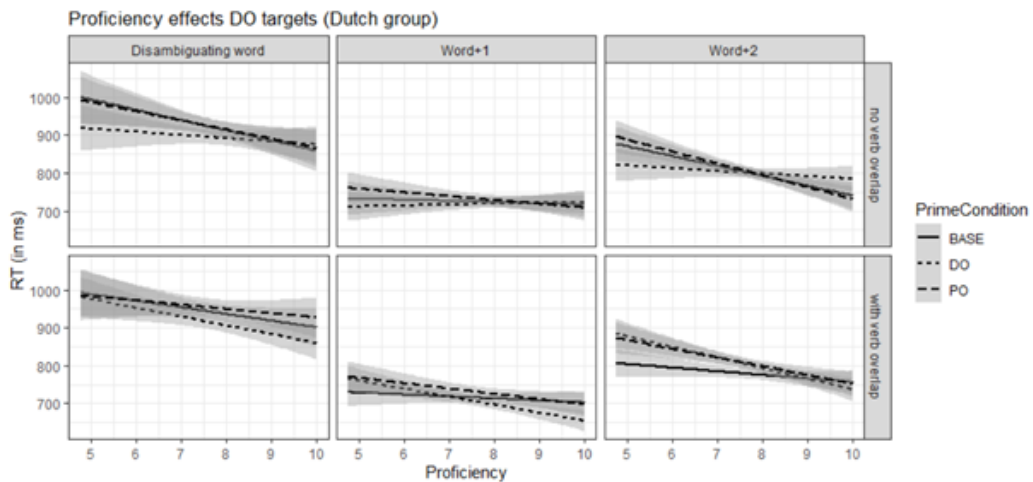 Proficiency effects DO targets (Dutch group)
Disambiguating word
Word+1
Word+2
1000
900
800
700
no verb overlap
1000
900
800
700
with verb overlap
RT (in ms)
5 6 7 8 9 10
5 6 7 8 9 10
5 6 7 8 9 10
Proficiency
PrimeCondition
BASE
DO
PO